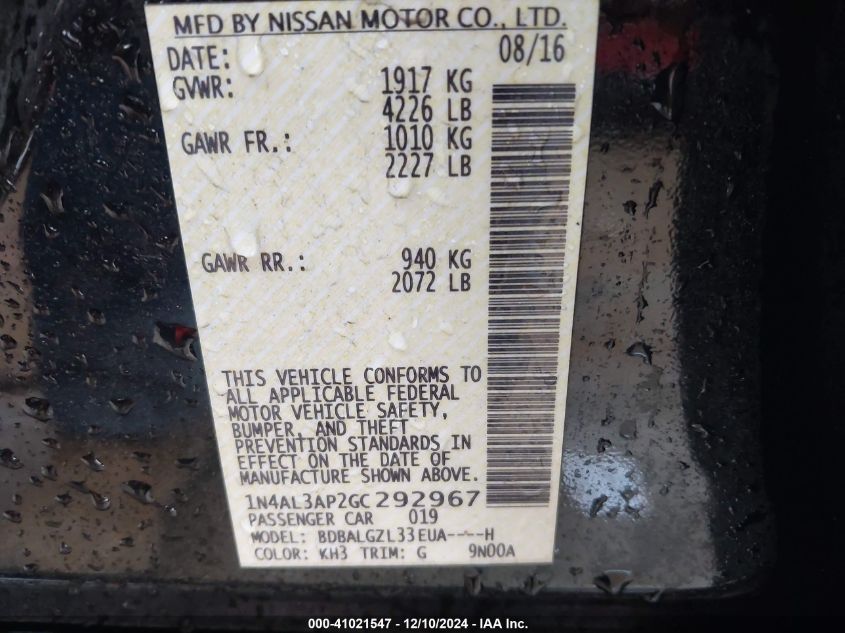 MFD BY NISSAN MOTOR CO., LTD.
DATE: 08/16
GVWR: 1917 KG
4226 LB
GAWR FR.: 1010 KG
2227 LB
GAWR RR.: 940 KG
2072 LB
THIS VEHICLE CONFORMS TO
ALL APPLICABLE FEDERAL
MOTOR VEHICLE SAFETY,
BUMPER, AND THEFT
PREVENTION STANDARDS IN
EFFECT ON THE DATE OF
MANUFACTURE SHOWN ABOVE.
1N4AL3AP2GC292967
PASSENGER CAR 019
MODEL: BDBALGZL33EUA----H
COLOR: KH3 TRIM: G 9N00A
000-41021547 - 12/10/2024 - IAA Inc.